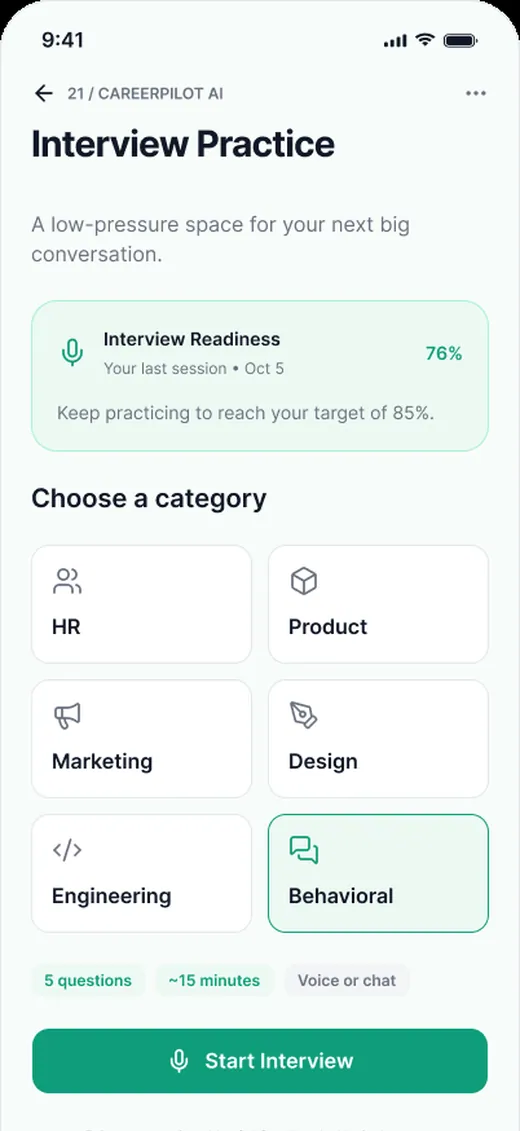 9:41
21 / CAREERPILOT AI
Interview Practice
A low-pressure space for your next big
conversation.
Interview Readiness
76%
Your last session • Oct 5
Keep practicing to reach your target of 85%.
Choose a category
HR
Product
Marketing
Design
Engineering
Behavioral
5 questions
~15 minutes
Voice or chat
Start Interview